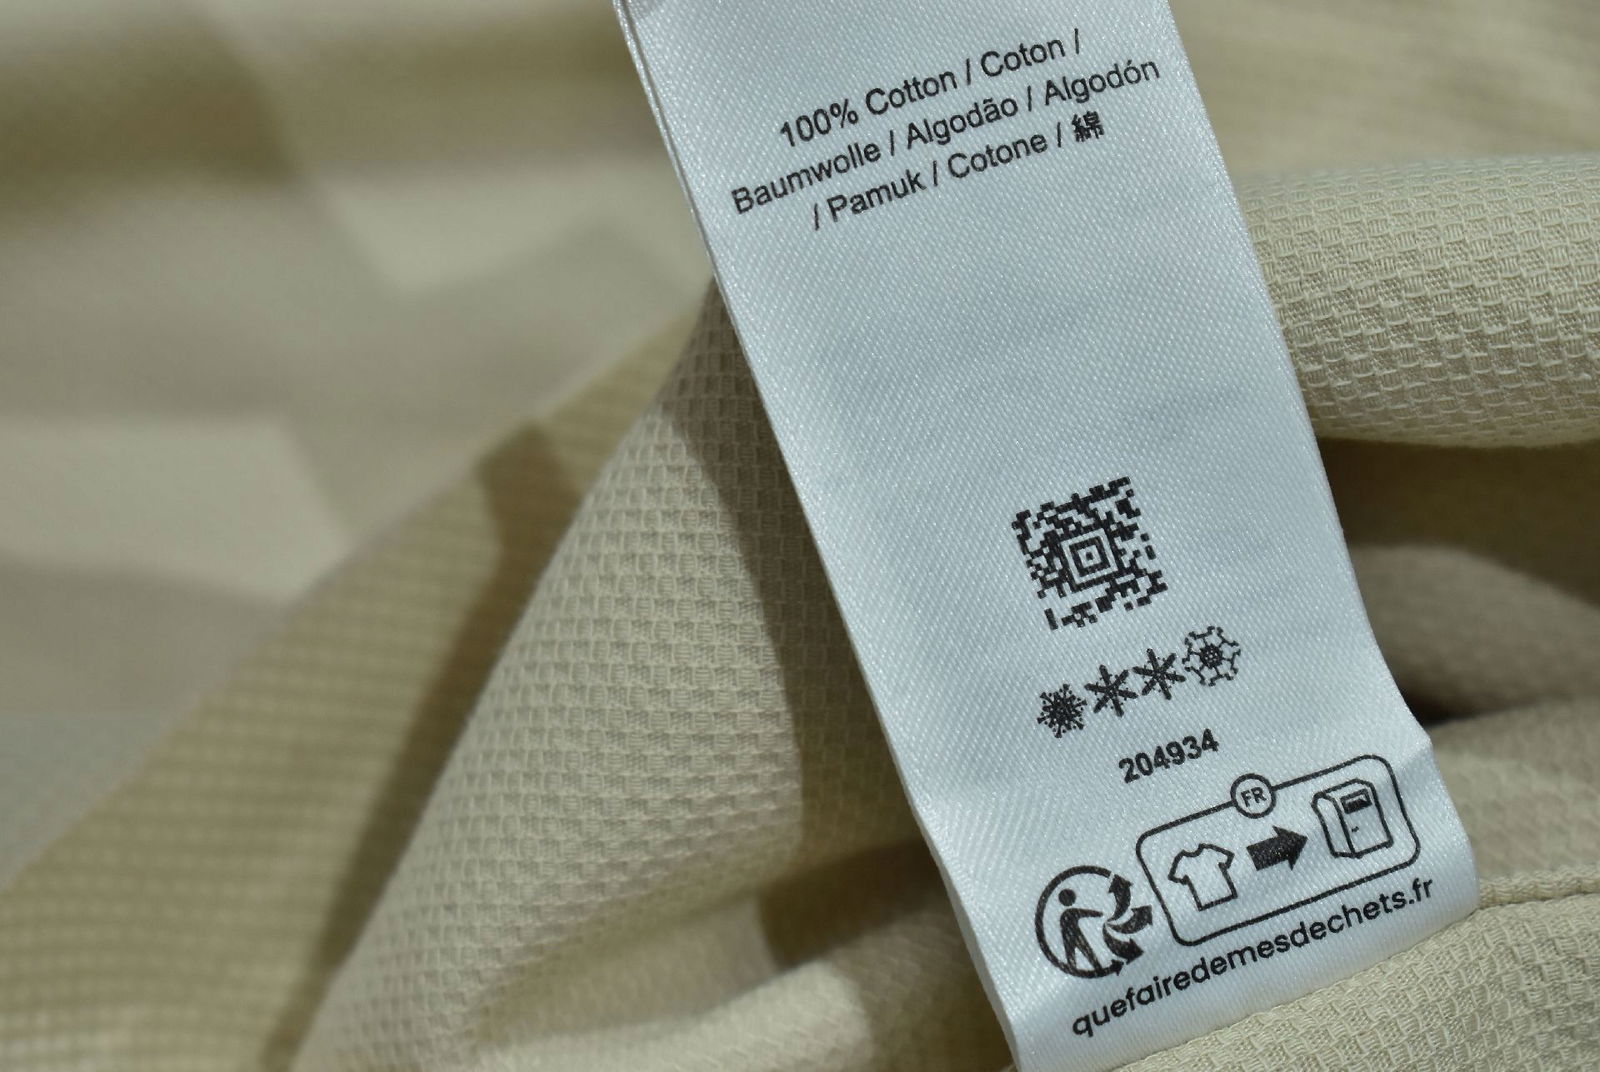 100% Cotton / Coton /
Baumwolle / Algodão / Algodón
/ Pamuk / Cotone / 綿
204934
FR
quefairedemesdechets.fr